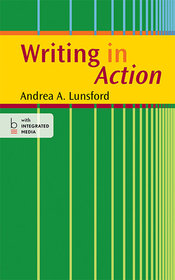 Writing in
Action
Andrea A. Lunsford
b
with
INTEGRATED
MEDIA